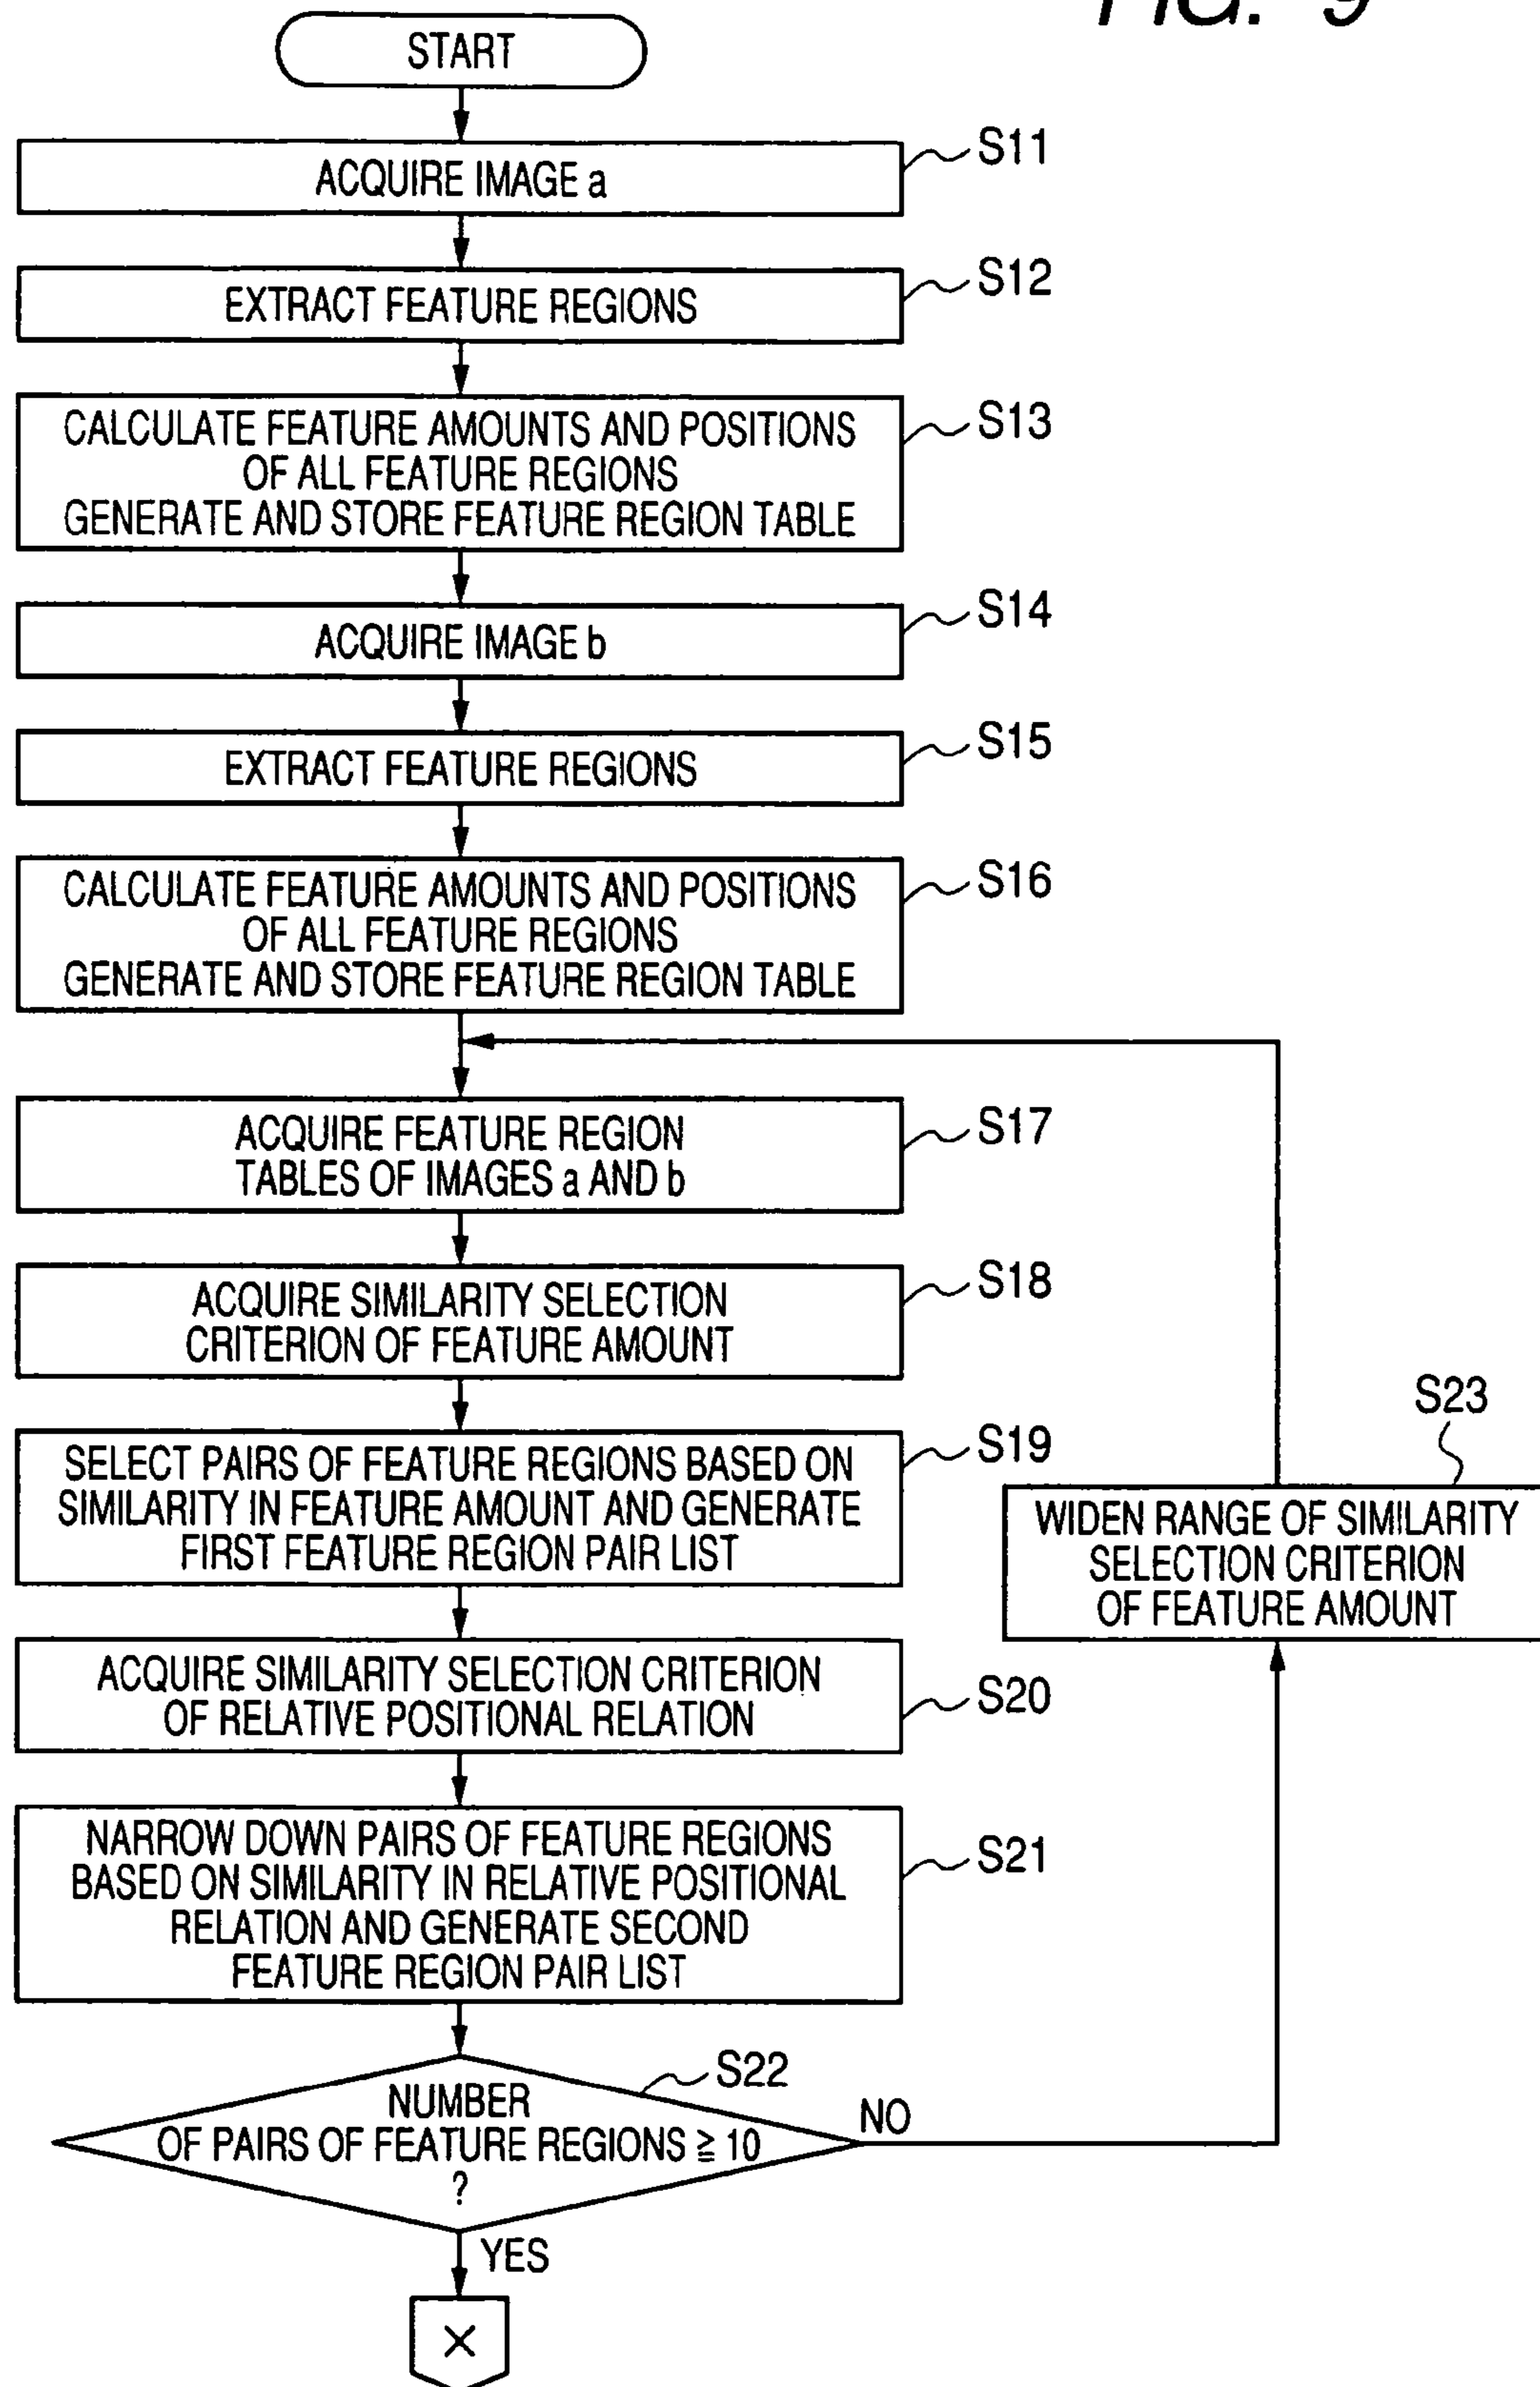 FIG. 9
START
ACQUIRE IMAGE a
S11
EXTRACT FEATURE REGIONS
S12
CALCULATE FEATURE AMOUNTS AND POSITIONS
OF ALL FEATURE REGIONS
GENERATE AND STORE FEATURE REGION TABLE
S13
ACQUIRE IMAGE b
S14
EXTRACT FEATURE REGIONS
S15
CALCULATE FEATURE AMOUNTS AND POSITIONS
OF ALL FEATURE REGIONS
GENERATE AND STORE FEATURE REGION TABLE
S16
ACQUIRE FEATURE REGION
TABLES OF IMAGES a AND b
S17
ACQUIRE SIMILARITY SELECTION
CRITERION OF FEATURE AMOUNT
S18
SELECT PAIRS OF FEATURE REGIONS BASED ON
SIMILARITY IN FEATURE AMOUNT AND GENERATE
FIRST FEATURE REGION PAIR LIST
S19
S23
WIDEN RANGE OF SIMILARITY
SELECTION CRITERION
OF FEATURE AMOUNT
ACQUIRE SIMILARITY SELECTION CRITERION
OF RELATIVE POSITIONAL RELATION
S20
NARROW DOWN PAIRS OF FEATURE REGIONS
BASED ON SIMILARITY IN RELATIVE POSITIONAL
RELATION AND GENERATE SECOND
FEATURE REGION PAIR LIST
S21
S22
NUMBER
OF PAIRS OF FEATURE REGIONS ≧ 10
?
NO
YES
X